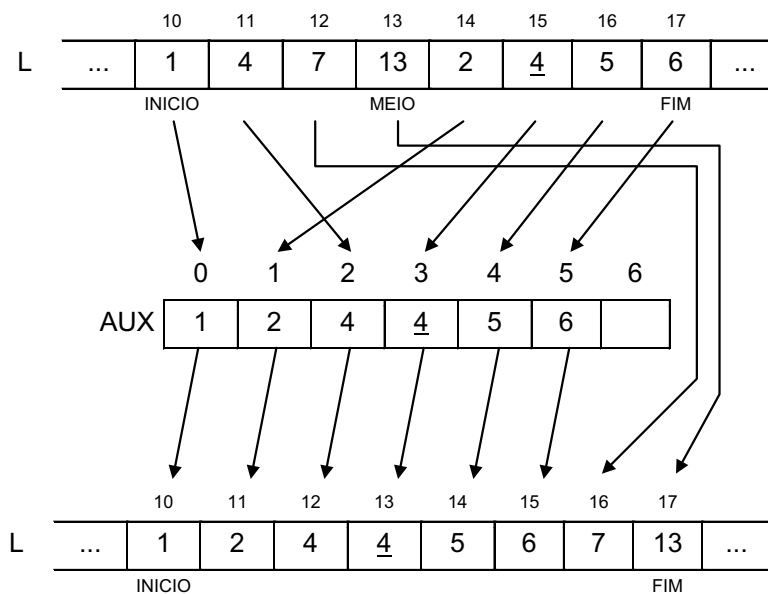 10 11 12 13 14 15 16 17
L ... 1 4 7 13 2 4 5 6 ...
INICIO MEIO FIM
0 1 2 3 4 5 6
AUX 1 2 4 4 5 6
10 11 12 13 14 15 16 17
L ... 1 2 4 4 5 6 7 13 ...
INICIO FIM